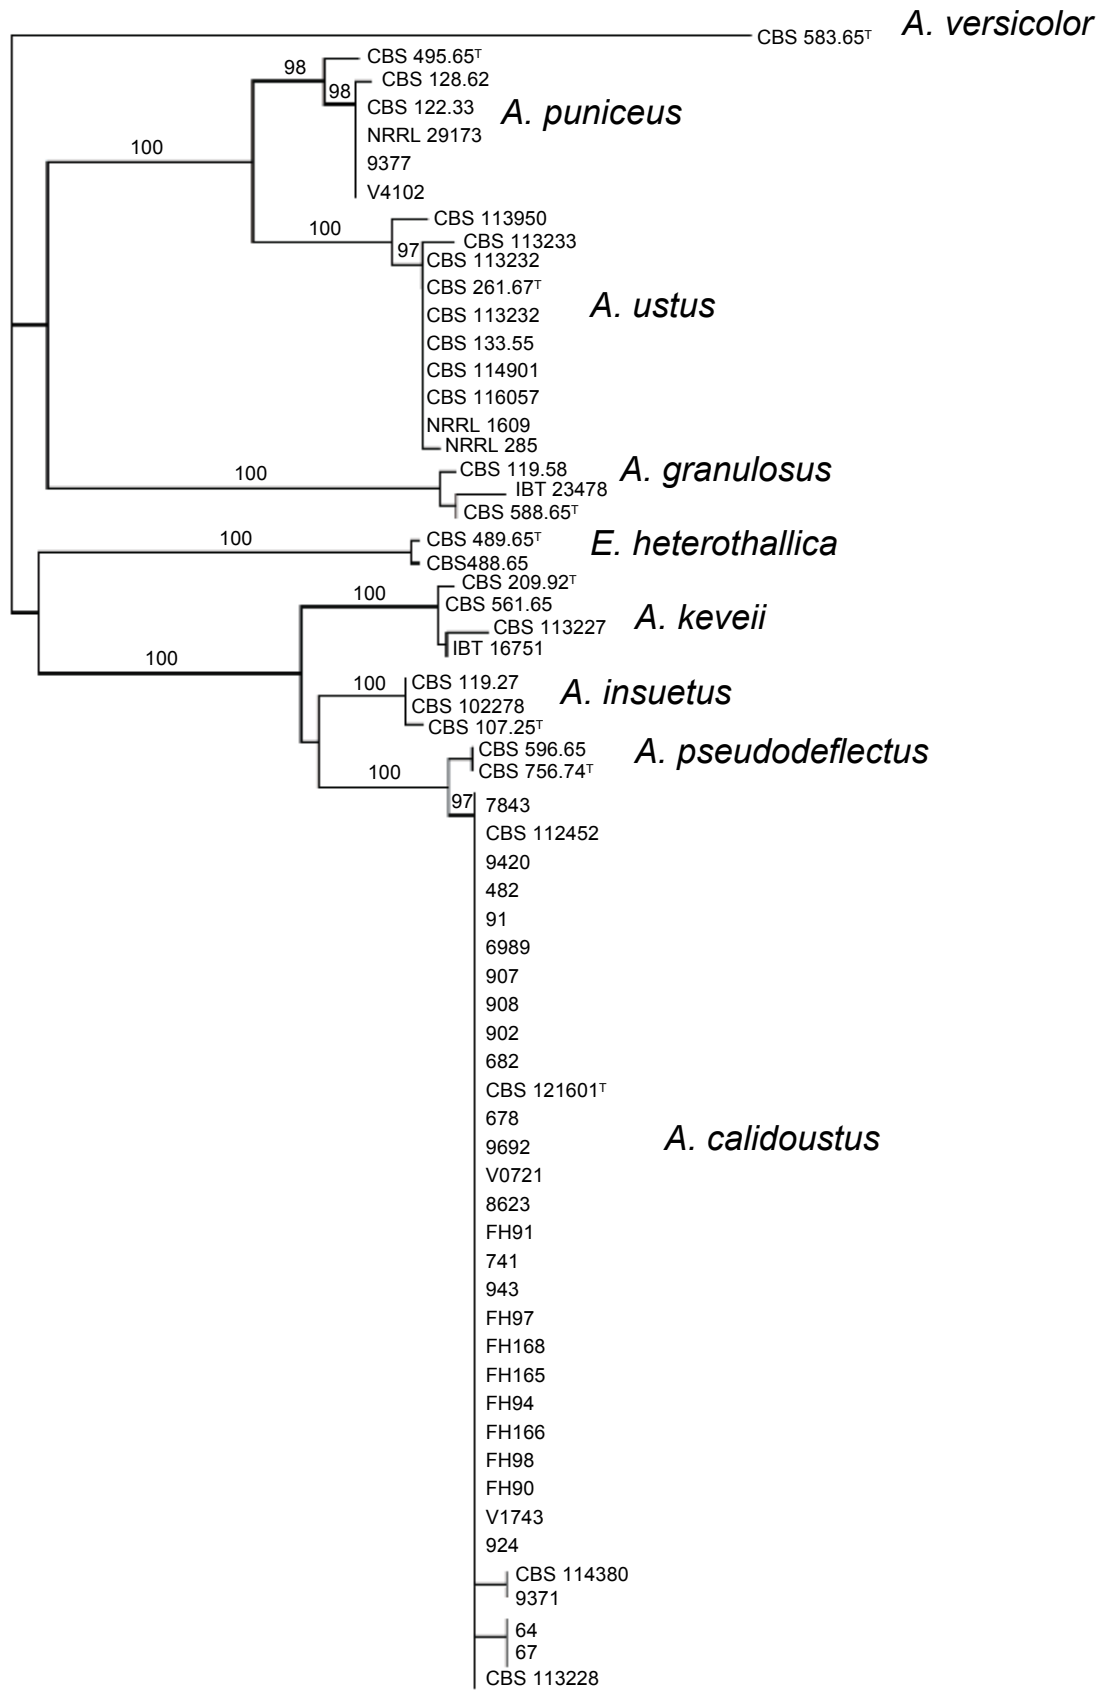 A. versicolor
CBS 583.65ᵀ
98
CBS 495.65ᵀ
98
CBS 128.62
CBS 122.33
A. puniceus
NRRL 29173
100
9377
V4102
100
CBS 113950
97
CBS 113233
CBS 113232
CBS 261.67ᵀ
A. ustus
CBS 113232
CBS 133.55
CBS 114901
CBS 116057
NRRL 1609
NRRL 285
100
CBS 119.58
A. granulosus
IBT 23478
CBS 588.65ᵀ
100
CBS 489.65ᵀ
E. heterothallica
CBS488.65
CBS 209.92ᵀ
100
CBS 561.65
A. keveii
CBS 113227
IBT 16751
100
100
CBS 119.27
A. insuetus
CBS 102278
CBS 107.25ᵀ
CBS 596.65
A. pseudodeflectus
100
CBS 756.74ᵀ
97
7843
CBS 112452
9420
482
91
6989
907
908
902
682
CBS 121601ᵀ
678
A. calidoustus
9692
V0721
8623
FH91
741
943
FH97
FH168
FH165
FH94
FH166
FH98
FH90
V1743
924
CBS 114380
9371
64
67
CBS 113228